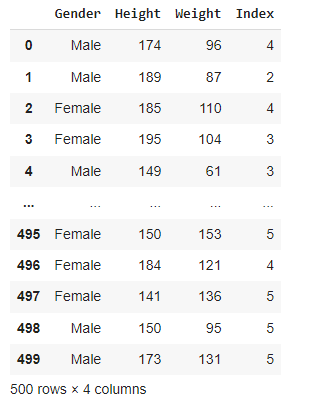 Gender Height Weight Index
0 Male 174 96 4
1 Male 189 87 2
2 Female 185 110 4
3 Female 195 104 3
4 Male 149 61 3
... ... ... ... ...
495 Female 150 153 5
496 Female 184 121 4
497 Female 141 136 5
498 Male 150 95 5
499 Male 173 131 5
500 rows × 4 columns